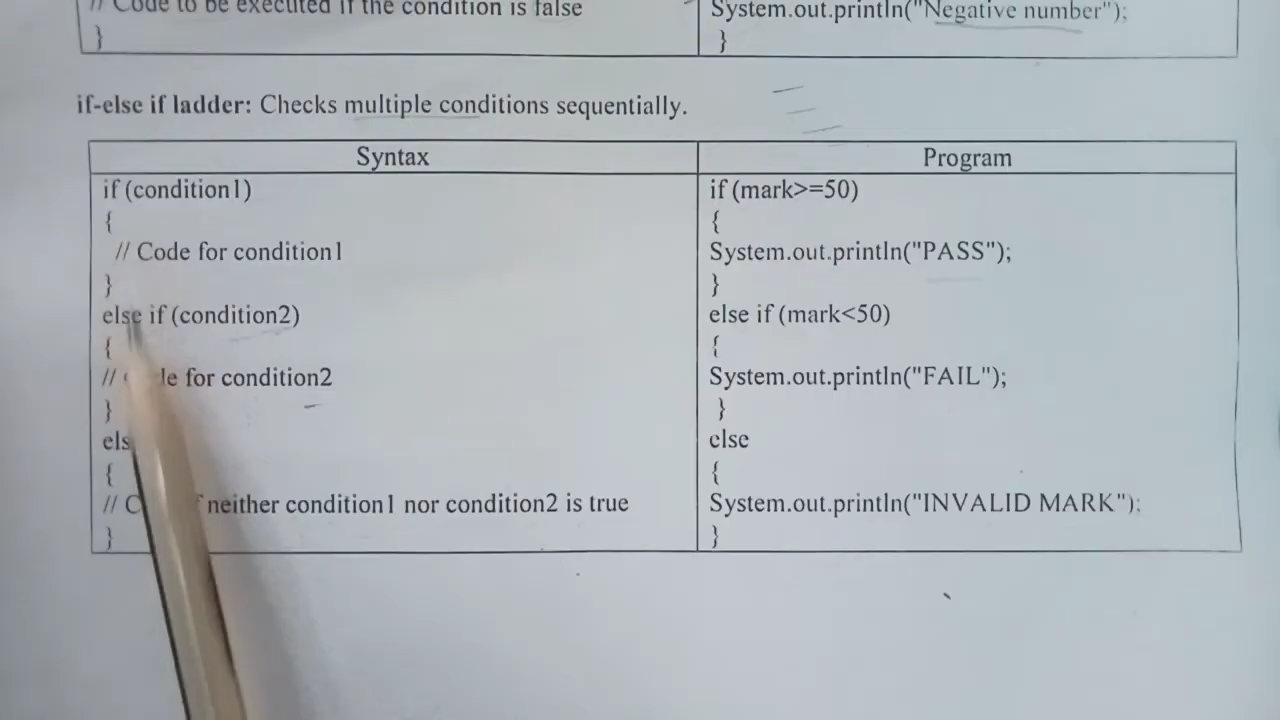 // Code to be executed if the condition is false
}
System.out.println("Negative number");
}
if-else if ladder: Checks multiple conditions sequentially.
Syntax
if (condition1)
{
// Code for condition1
}
else if (condition2)
{
// for condition2
}
{
// neither condition1 nor condition2 is true
}
Program
if (mark>=50)
{
System.out.println("PASS");
}
else if (mark<50)
{
System.out.println("FAIL");
}
else
{
System.out.println("INVALID MARK");
}